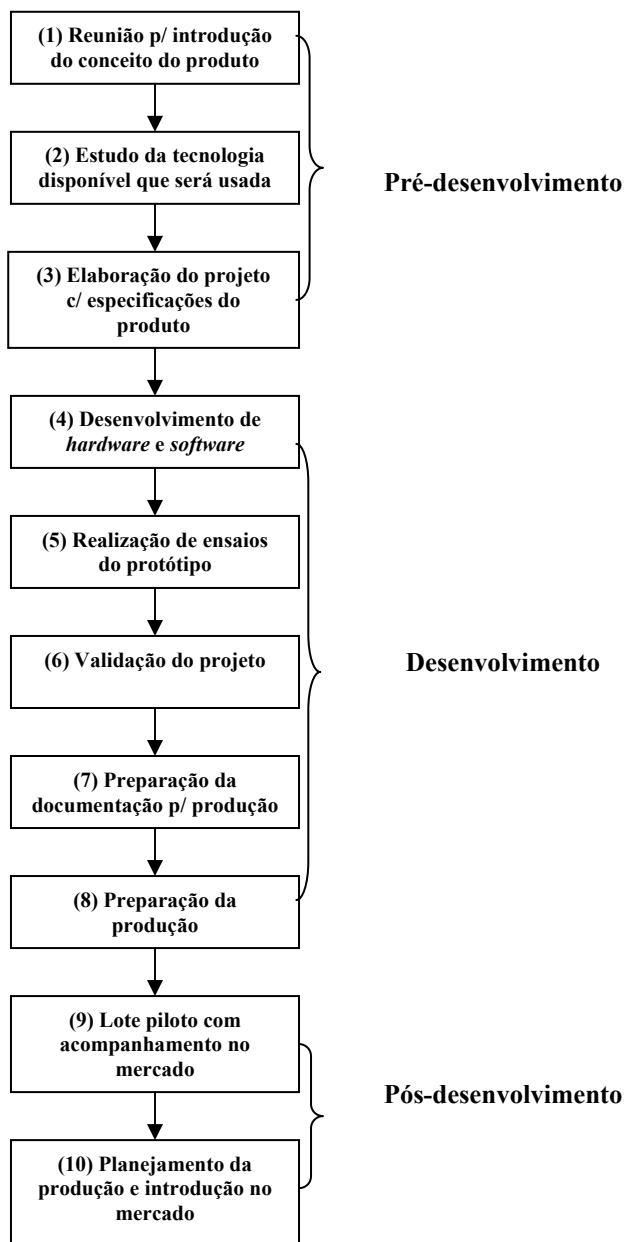 (1) Reunião p/ introdução
do conceito do produto
(2) Estudo da tecnologia
disponível que será usada
Pré-desenvolvimento
(3) Elaboração do projeto
c/ especificações do
produto
(4) Desenvolvimento de
hardware e software
(5) Realização de ensaios
do protótipo
(6) Validação do projeto
Desenvolvimento
(7) Preparação da
documentação p/ produção
(8) Preparação da
produção
(9) Lote piloto com
acompanhamento no
mercado
Pós-desenvolvimento
(10) Planejamento da
produção e introdução no
mercado